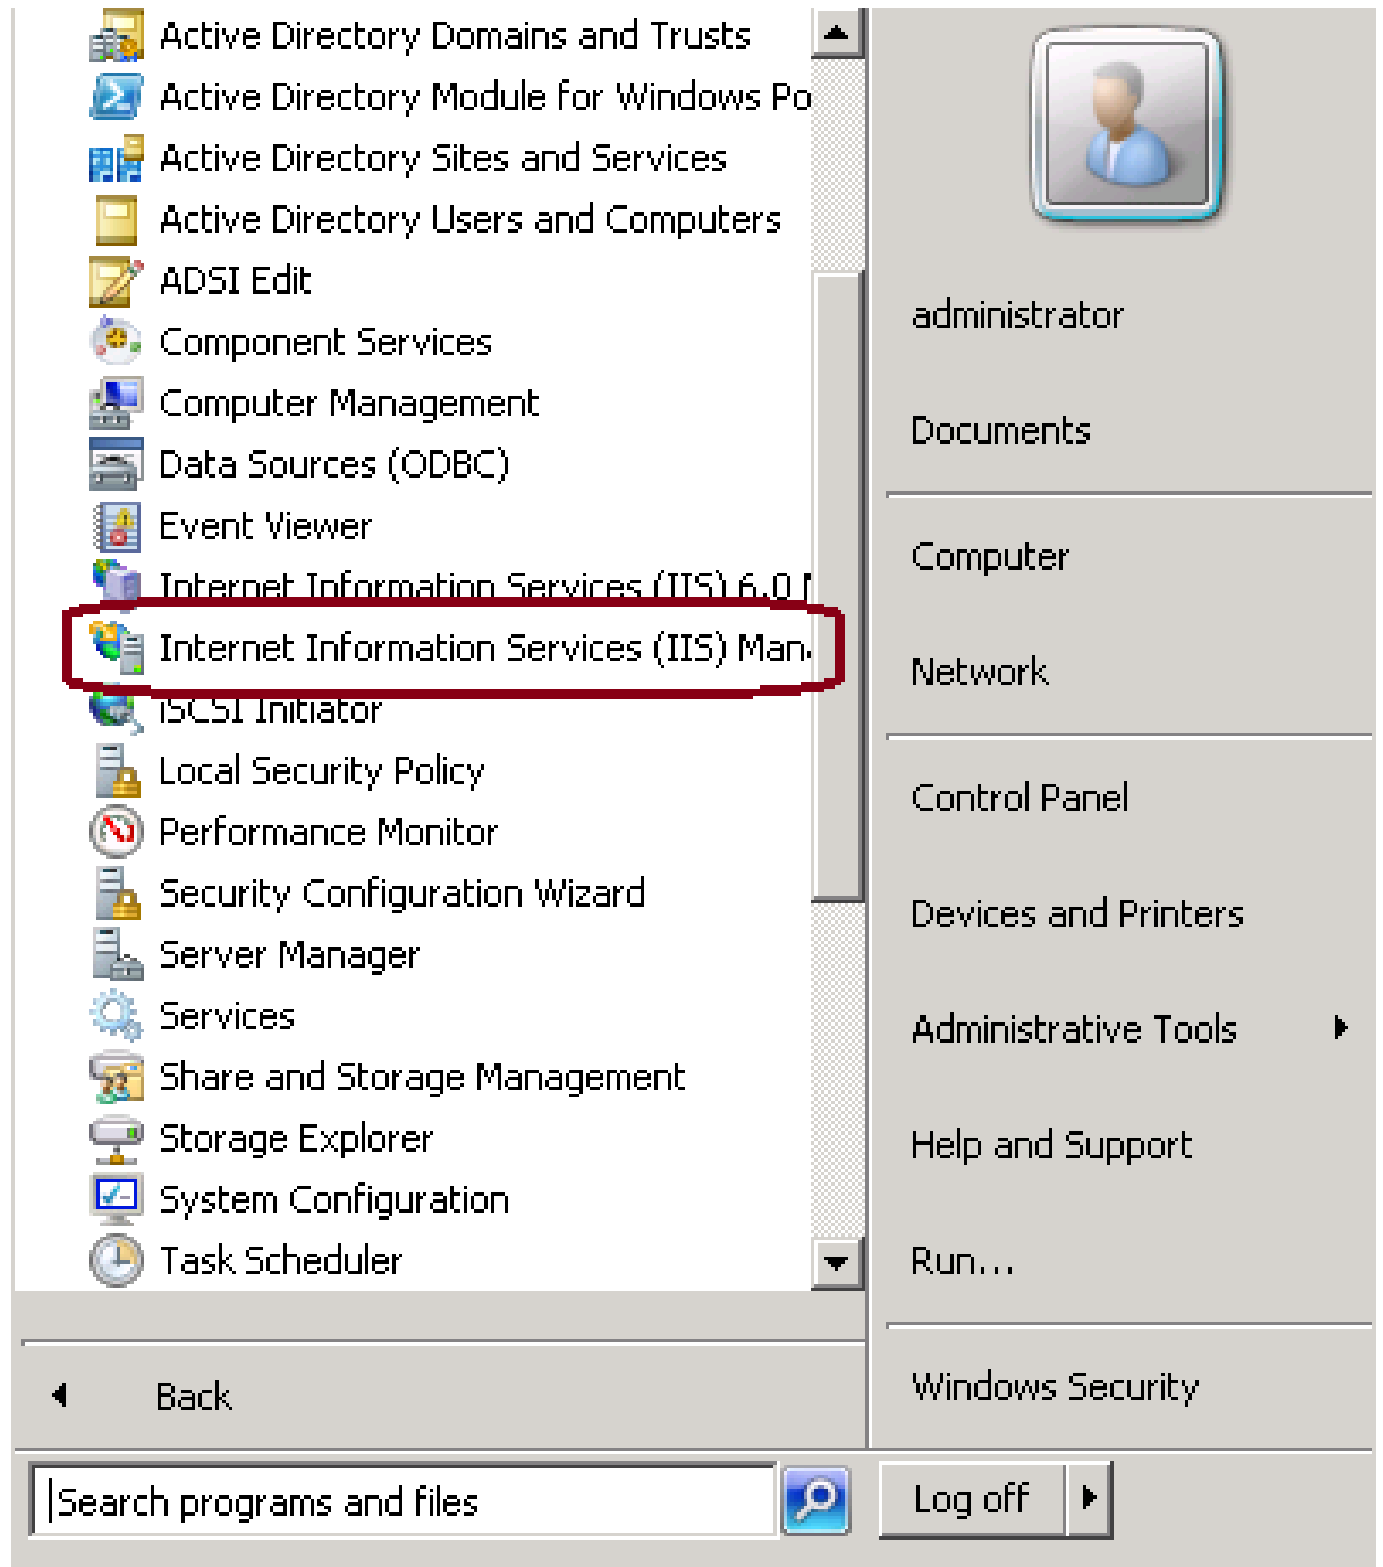 Active Directory Domains and Trusts
Active Directory Module for Windows Po
Active Directory Sites and Services
Active Directory Users and Computers
ADSI Edit
Component Services
Computer Management
Data Sources (ODBC)
Event Viewer
Internet Information Services (IIS) 6.0
Internet Information Services (IIS) Man
iSCSI Initiator
Local Security Policy
Performance Monitor
Security Configuration Wizard
Server Manager
Services
Share and Storage Management
Storage Explorer
System Configuration
Task Scheduler
Back
Search programs and files
administrator
Documents
Computer
Network
Control Panel
Devices and Printers
Administrative Tools
Help and Support
Run...
Windows Security
Log off